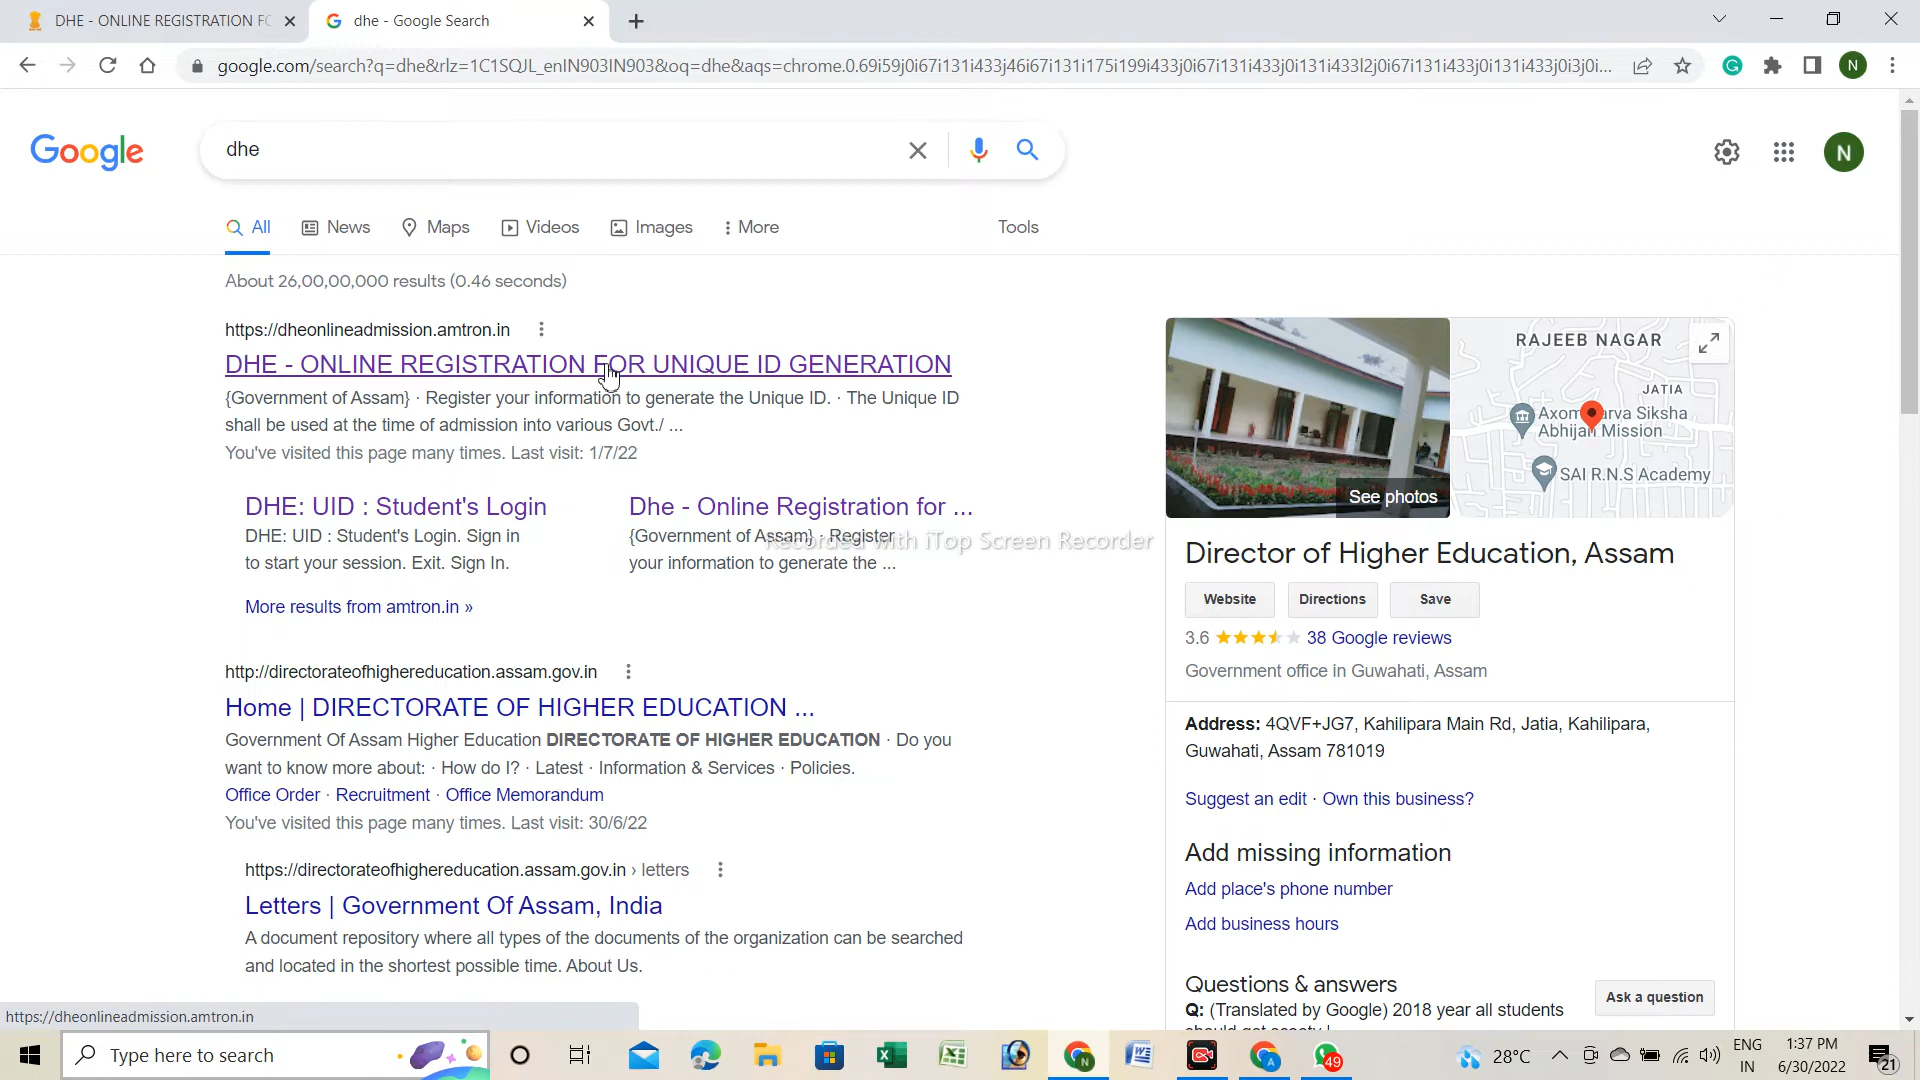 DHE - ONLINE REGISTRATION FO
dhe - Google Search
google.com/search?q=dhe&rlz=1C1SQJL_enIN903IN903&oq=dhe&aqs=chrome.0.69i59j0i67i131i433j46i67i131i175i199i433j0i67i131i433j0i131i433l2j0i67i131i433j0i131i433j0i3j0i...
N
Google
dhe
N
All
News
Maps
Videos
Images
More
Tools
About 26,00,00,000 results (0.46 seconds)
https://dheonlineadmission.amtron.in
DHE - ONLINE REGISTRATION FOR UNIQUE ID GENERATION
{Government of Assam} · Register your information to generate the Unique ID. · The Unique ID
shall be used at the time of admission into various Govt./ ...
You've visited this page many times. Last visit: 1/7/22
DHE: UID : Student's Login
DHE: UID : Student's Login. Sign in
to start your session. Exit. Sign In.
Dhe - Online Registration for ...
{Government of Assam} · Register
your information to generate the ...
More results from amtron.in »
Recorded with iTop Screen Recorder
http://directorateofhighereducation.assam.gov.in
Home | DIRECTORATE OF HIGHER EDUCATION ...
Government Of Assam Higher Education DIRECTORATE OF HIGHER EDUCATION · Do you
want to know more about: · How do I? · Latest · Information & Services · Policies.
Office Order · Recruitment · Office Memorandum
You've visited this page many times. Last visit: 30/6/22
https://directorateofhighereducation.assam.gov.in › letters
Letters | Government Of Assam, India
A document repository where all types of the documents of the organization can be searched
and located in the shortest possible time. About Us.
See photos
RAJEEB NAGAR
JATIA
Axom Sarva Siksha
Abhijan Mission
SAI R.N.S Academy
Director of Higher Education, Assam
Website
Directions
Save
3.6
38 Google reviews
Government office in Guwahati, Assam
Address: 4QVF+JG7, Kahilipara Main Rd, Jatia, Kahilipara,
Guwahati, Assam 781019
Suggest an edit · Own this business?
Add missing information
Add place's phone number
Add business hours
Questions & answers
Q: (Translated by Google) 2018 year all students
should get scooty !
Ask a question
https://dheonlineadmission.amtron.in
Type here to search
N
A
49
28°C
ENG
IN
1:37 PM
6/30/2022
21